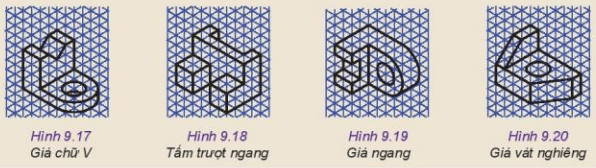 Hình 9.17
Giá chữ V
Hình 9.18
Tấm trượt ngang
Hình 9.19
Giá ngang
Hình 9.20
Giá vát nghiêng